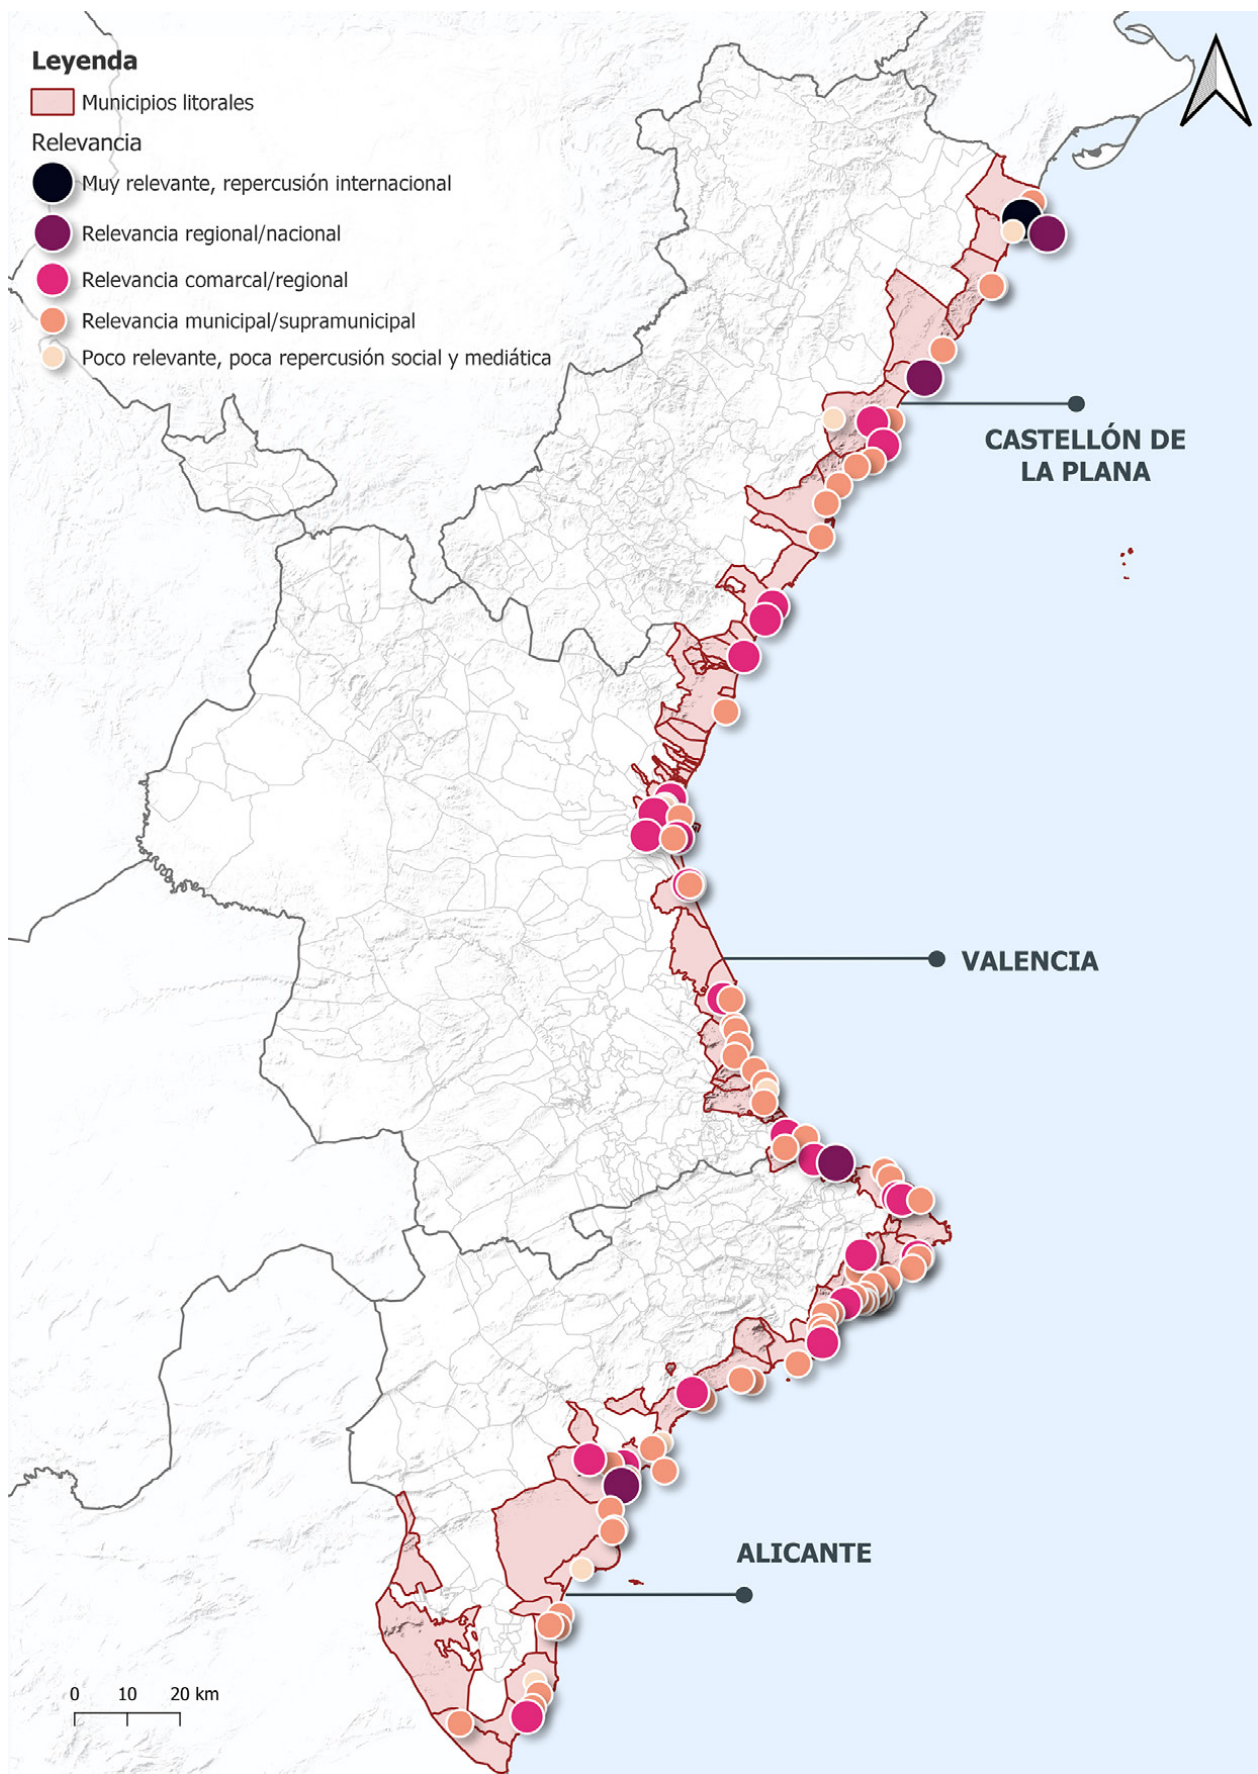 Leyenda
Municipios litorales
Relevancia
Muy relevante, repercusión internacional
Relevancia regional/nacional
Relevancia comarcal/regional
Relevancia municipal/supramunicipal
Poco relevante, poca repercusión social y mediática
CASTELLÓN DE
LA PLANA
VALENCIA
ALICANTE
0 10 20 km